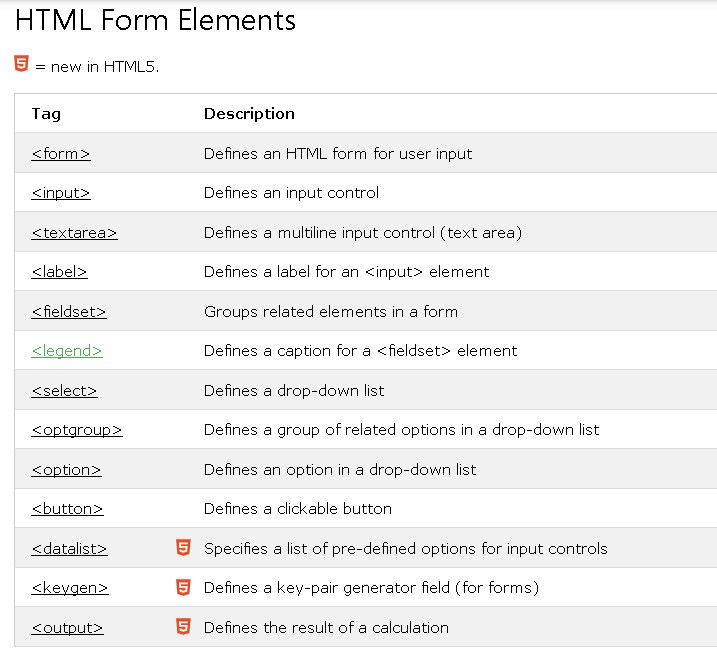 HTML Form Elements
5 = new in HTML5.
Tag Description
<form> Defines an HTML form for user input
<input> Defines an input control
<textarea> Defines a multiline input control (text area)
<label> Defines a label for an <input> element
<fieldset> Groups related elements in a form
<legend> Defines a caption for a <fieldset> element
<select> Defines a drop-down list
<optgroup> Defines a group of related options in a drop-down list
<option> Defines an option in a drop-down list
<button> Defines a clickable button
<datalist> 5 Specifies a list of pre-defined options for input controls
<keygen> 5 Defines a key-pair generator field (for forms)
<output> 5 Defines the result of a calculation